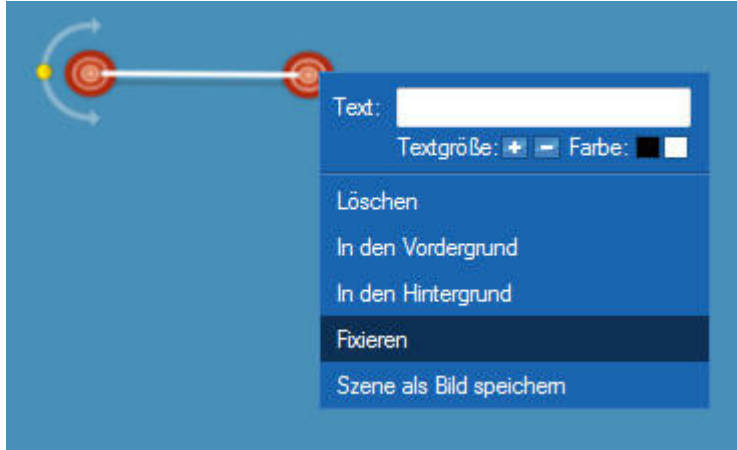 Text:
Textgröße: + - Farbe:
Löschen
In den Vordergrund
In den Hintergrund
Fixieren
Szene als Bild speichern